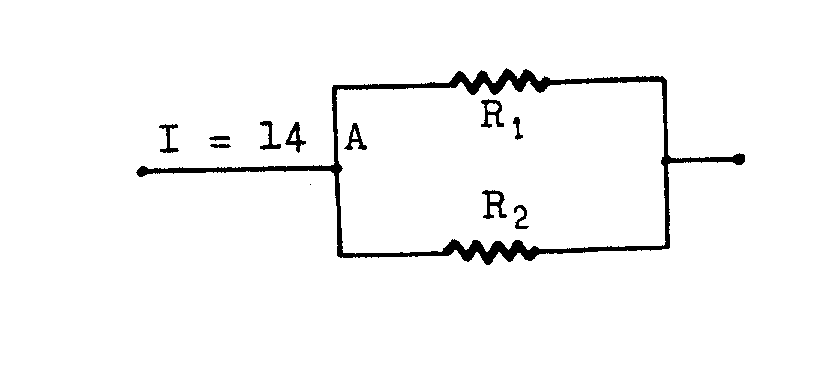 I = 14 A
R1
R2